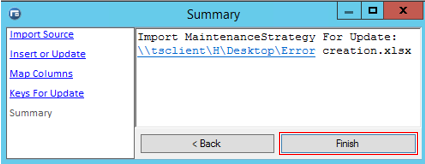 Summary
Import Source
Insert or Update
Map Columns
Keys For Update
Summary
Import MaintenanceStrategy For Update:
\\tsclient\H\Desktop\Error creation.xlsx
< Back
Finish